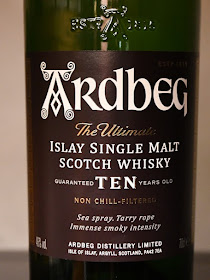 ARDBEG
The Ultimate
ISLAY SINGLE MALT
SCOTCH WHISKY
GUARANTEED TEN YEARS OLD
NON CHILL-FILTERED
Sea spray. Tarry rope
Immense smoky intensity
ARDBEG DISTILLERY LIMITED
ISLE OF ISLAY, ARGYLL, SCOTLAND, PA42 7EA